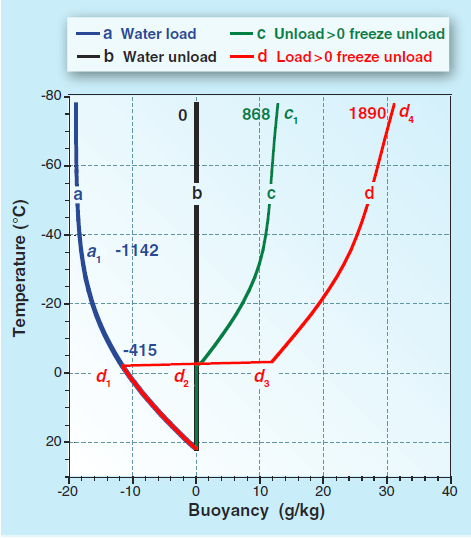 a Water load
c Unload>0 freeze unload
b Water unload
d Load>0 freeze unload
-80
0
868 c1
1890 d4
-60
a
b
c
d
-40
a1 -1142
-20
-415
0
d1
d2
d3
20
-20 -10 0 10 20 30 40
Temperature (°C)
Buoyancy (g/kg)